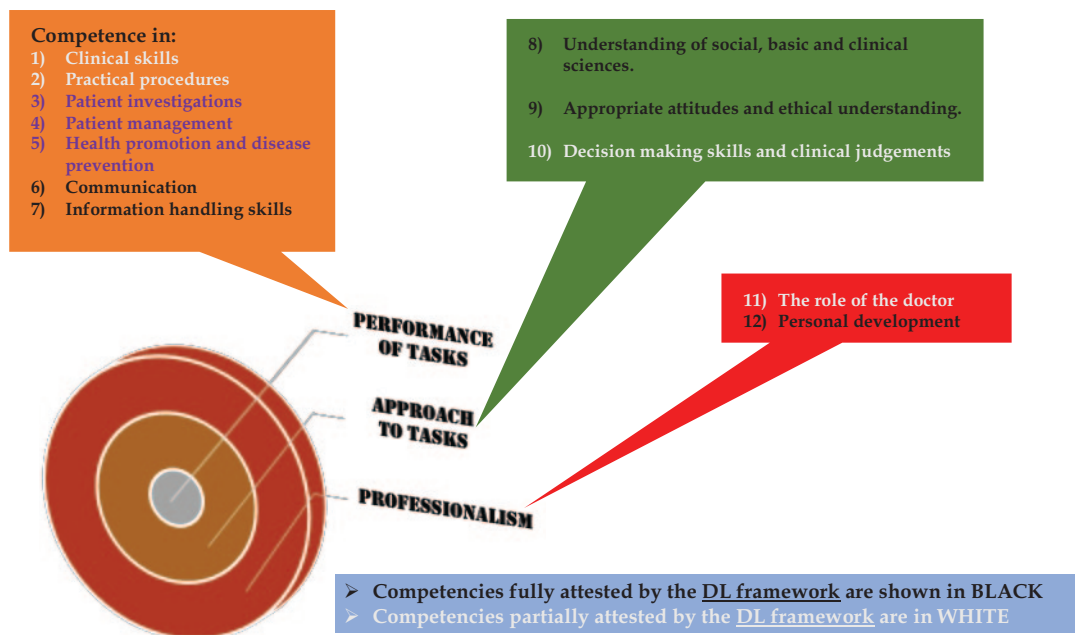 Competence in:
1) Clinical skills
2) Practical procedures
3) Patient investigations
4) Patient management
5) Health promotion and disease
prevention
6) Communication
7) Information handling skills
8) Understanding of social, basic and clinical
sciences.
9) Appropriate attitudes and ethical understanding.
10) Decision making skills and clinical judgements
11) The role of the doctor
12) Personal development
PERFORMANCE
OF TASKS
APPROACH
TO TASKS
PROFESSIONALISM
➢ Competencies fully attested by the DL framework are shown in BLACK
➢ Competencies partially attested by the DL framework are in WHITE